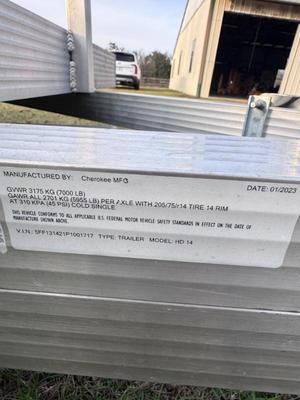 MANUFACTURED BY: Cherokee MFG DATE: 01/2023
GVWR 3175 KG (7000 LB)
GAWR ALL 2701 KG (5955 LB) PER AXLE WITH 205/75/r14 TIRE 14 RIM
AT 310 KPA (45 PSI) COLD SINGLE
THIS VEHICLE CONFORMS TO ALL APPLICABLE U.S. FEDERAL MOTOR VEHICLE SAFETY STANDARDS IN EFFECT ON THE DATE OF
MANUFACTURE SHOWN ABOVE
V.I.N.: 5FF131421P1001717 TYPE: TRAILER MODEL: HD 14